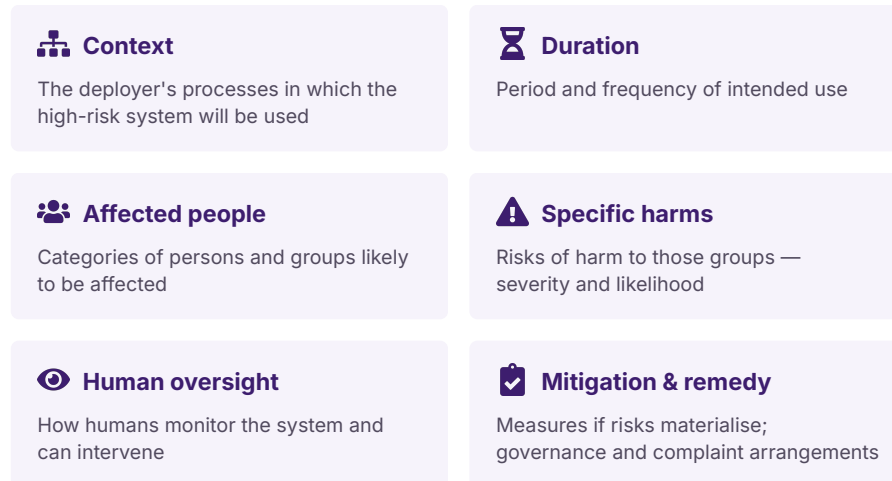 Context
The deployer's processes in which the
high-risk system will be used
Duration
Period and frequency of intended use
Affected people
Categories of persons and groups likely
to be affected
Specific harms
Risks of harm to those groups —
severity and likelihood
Human oversight
How humans monitor the system and
can intervene
Mitigation & remedy
Measures if risks materialise;
governance and complaint arrangements